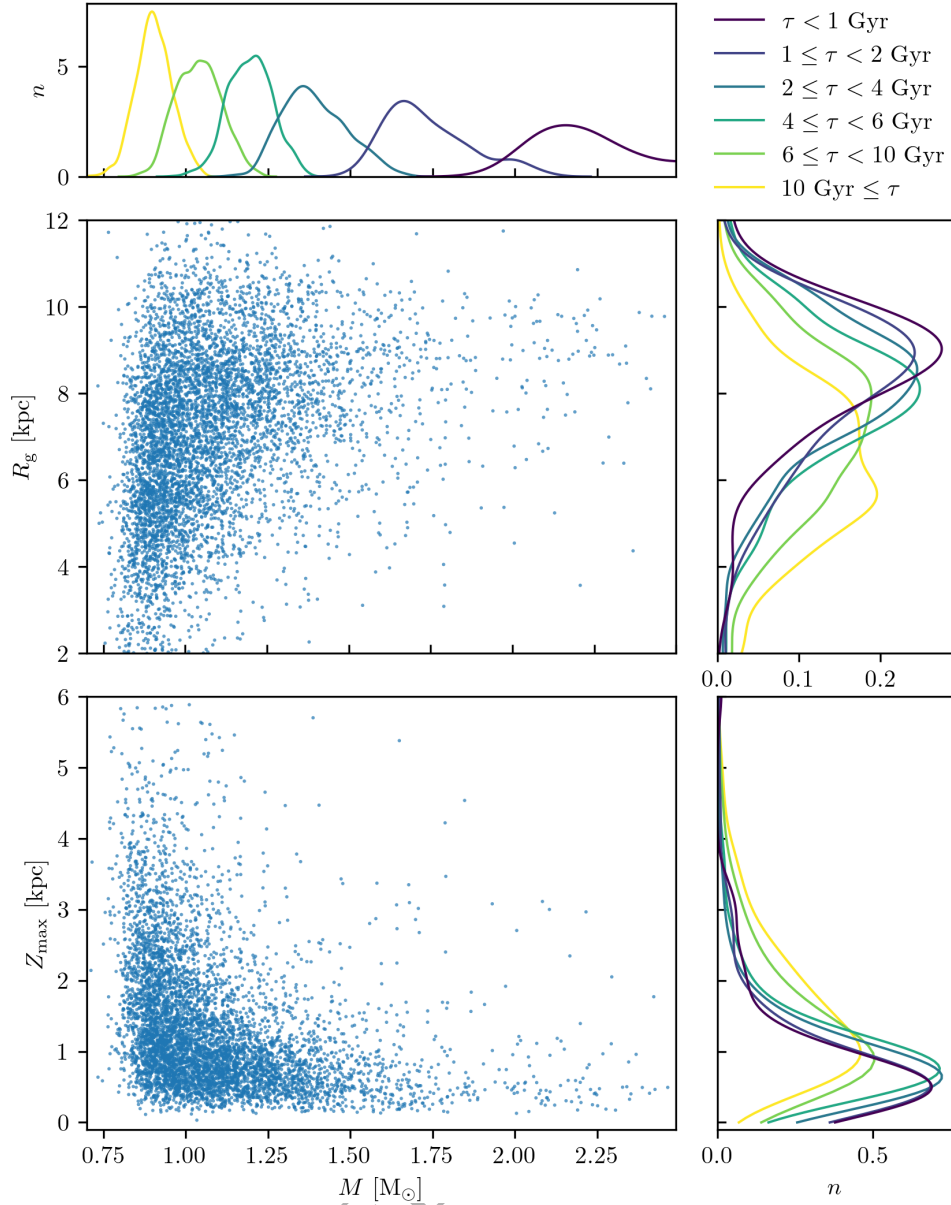 n
5
0
τ < 1 Gyr
1 ≤ τ < 2 Gyr
2 ≤ τ < 4 Gyr
4 ≤ τ < 6 Gyr
6 ≤ τ < 10 Gyr
10 Gyr ≤ τ
R_g [kpc]
12
10
8
6
4
2
0.0 0.1 0.2
Z_max [kpc]
6
5
4
3
2
1
0
0.75 1.00 1.25 1.50 1.75 2.00 2.25
M [M_⊙]
0.0 0.5
n